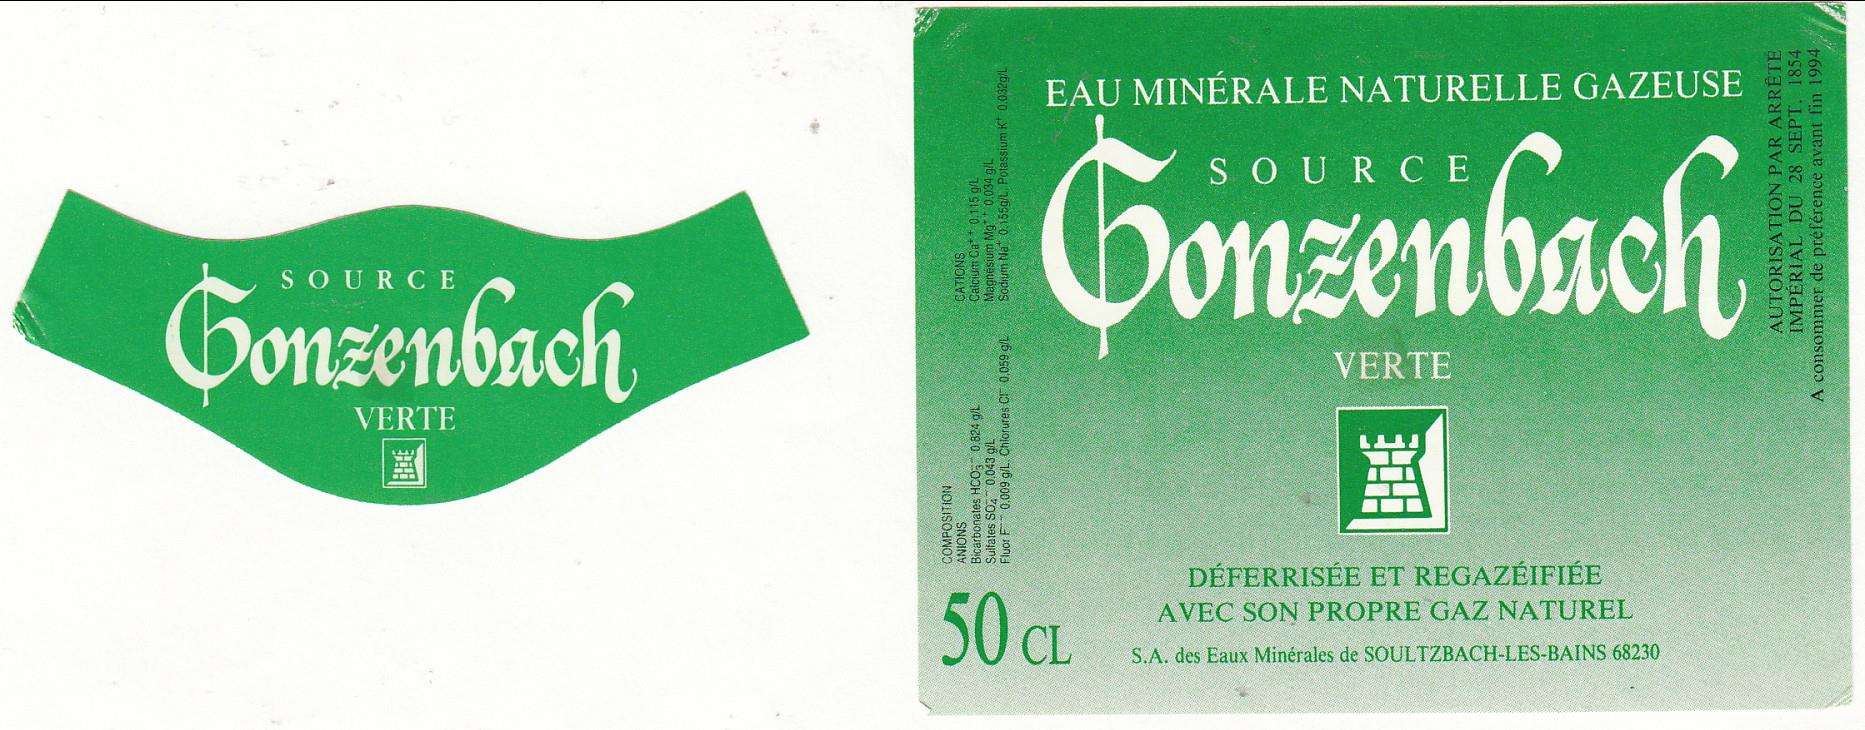 SOURCE
Gonzenbach
VERTE
EAU MINÉRALE NATURELLE GAZEUSE
SOURCE
Gonzenbach
VERTE
DÉFERRISÉE ET REGAZÉIFIÉE
AVEC SON PROPRE GAZ NATUREL
50 CL
S.A. des Eaux Minérales de SOULTZBACH-LES-BAINS 68230
COMPOSITION
ANIONS
Bicarbonates HCO3⁻ 0,824 g/L
Sulfates SO4⁻⁻ 0.043 g/L
Fluor F⁻⁻ 0.009 g/L. Chlorures Cl⁻ 0,059 g/L
CATIONS
Calcium Ca⁺⁺ 0.115 g/L
Magnésium Mg⁺⁺ 0.034 g/L
Sodium Na⁺ 0.155g/L. Potassium K⁺ 0.032g/L
AUTORISATION PAR ARRÊTÉ
IMPÉRIAL DU 28 SEPT. 1854
A consommer de préférence avant fin 1994